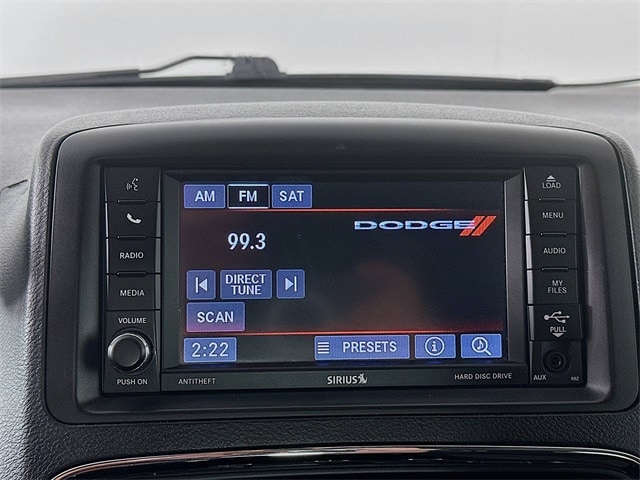 AM FM SAT
99.3
DODGE
DIRECT
TUNE
SCAN
2:22
PRESETS
RADIO
MEDIA
VOLUME
PUSH ON
ANTITHEFT
SIRIUS
HARD DISC DRIVE
LOAD
MENU
AUDIO
MY
FILES
PULL
AUX